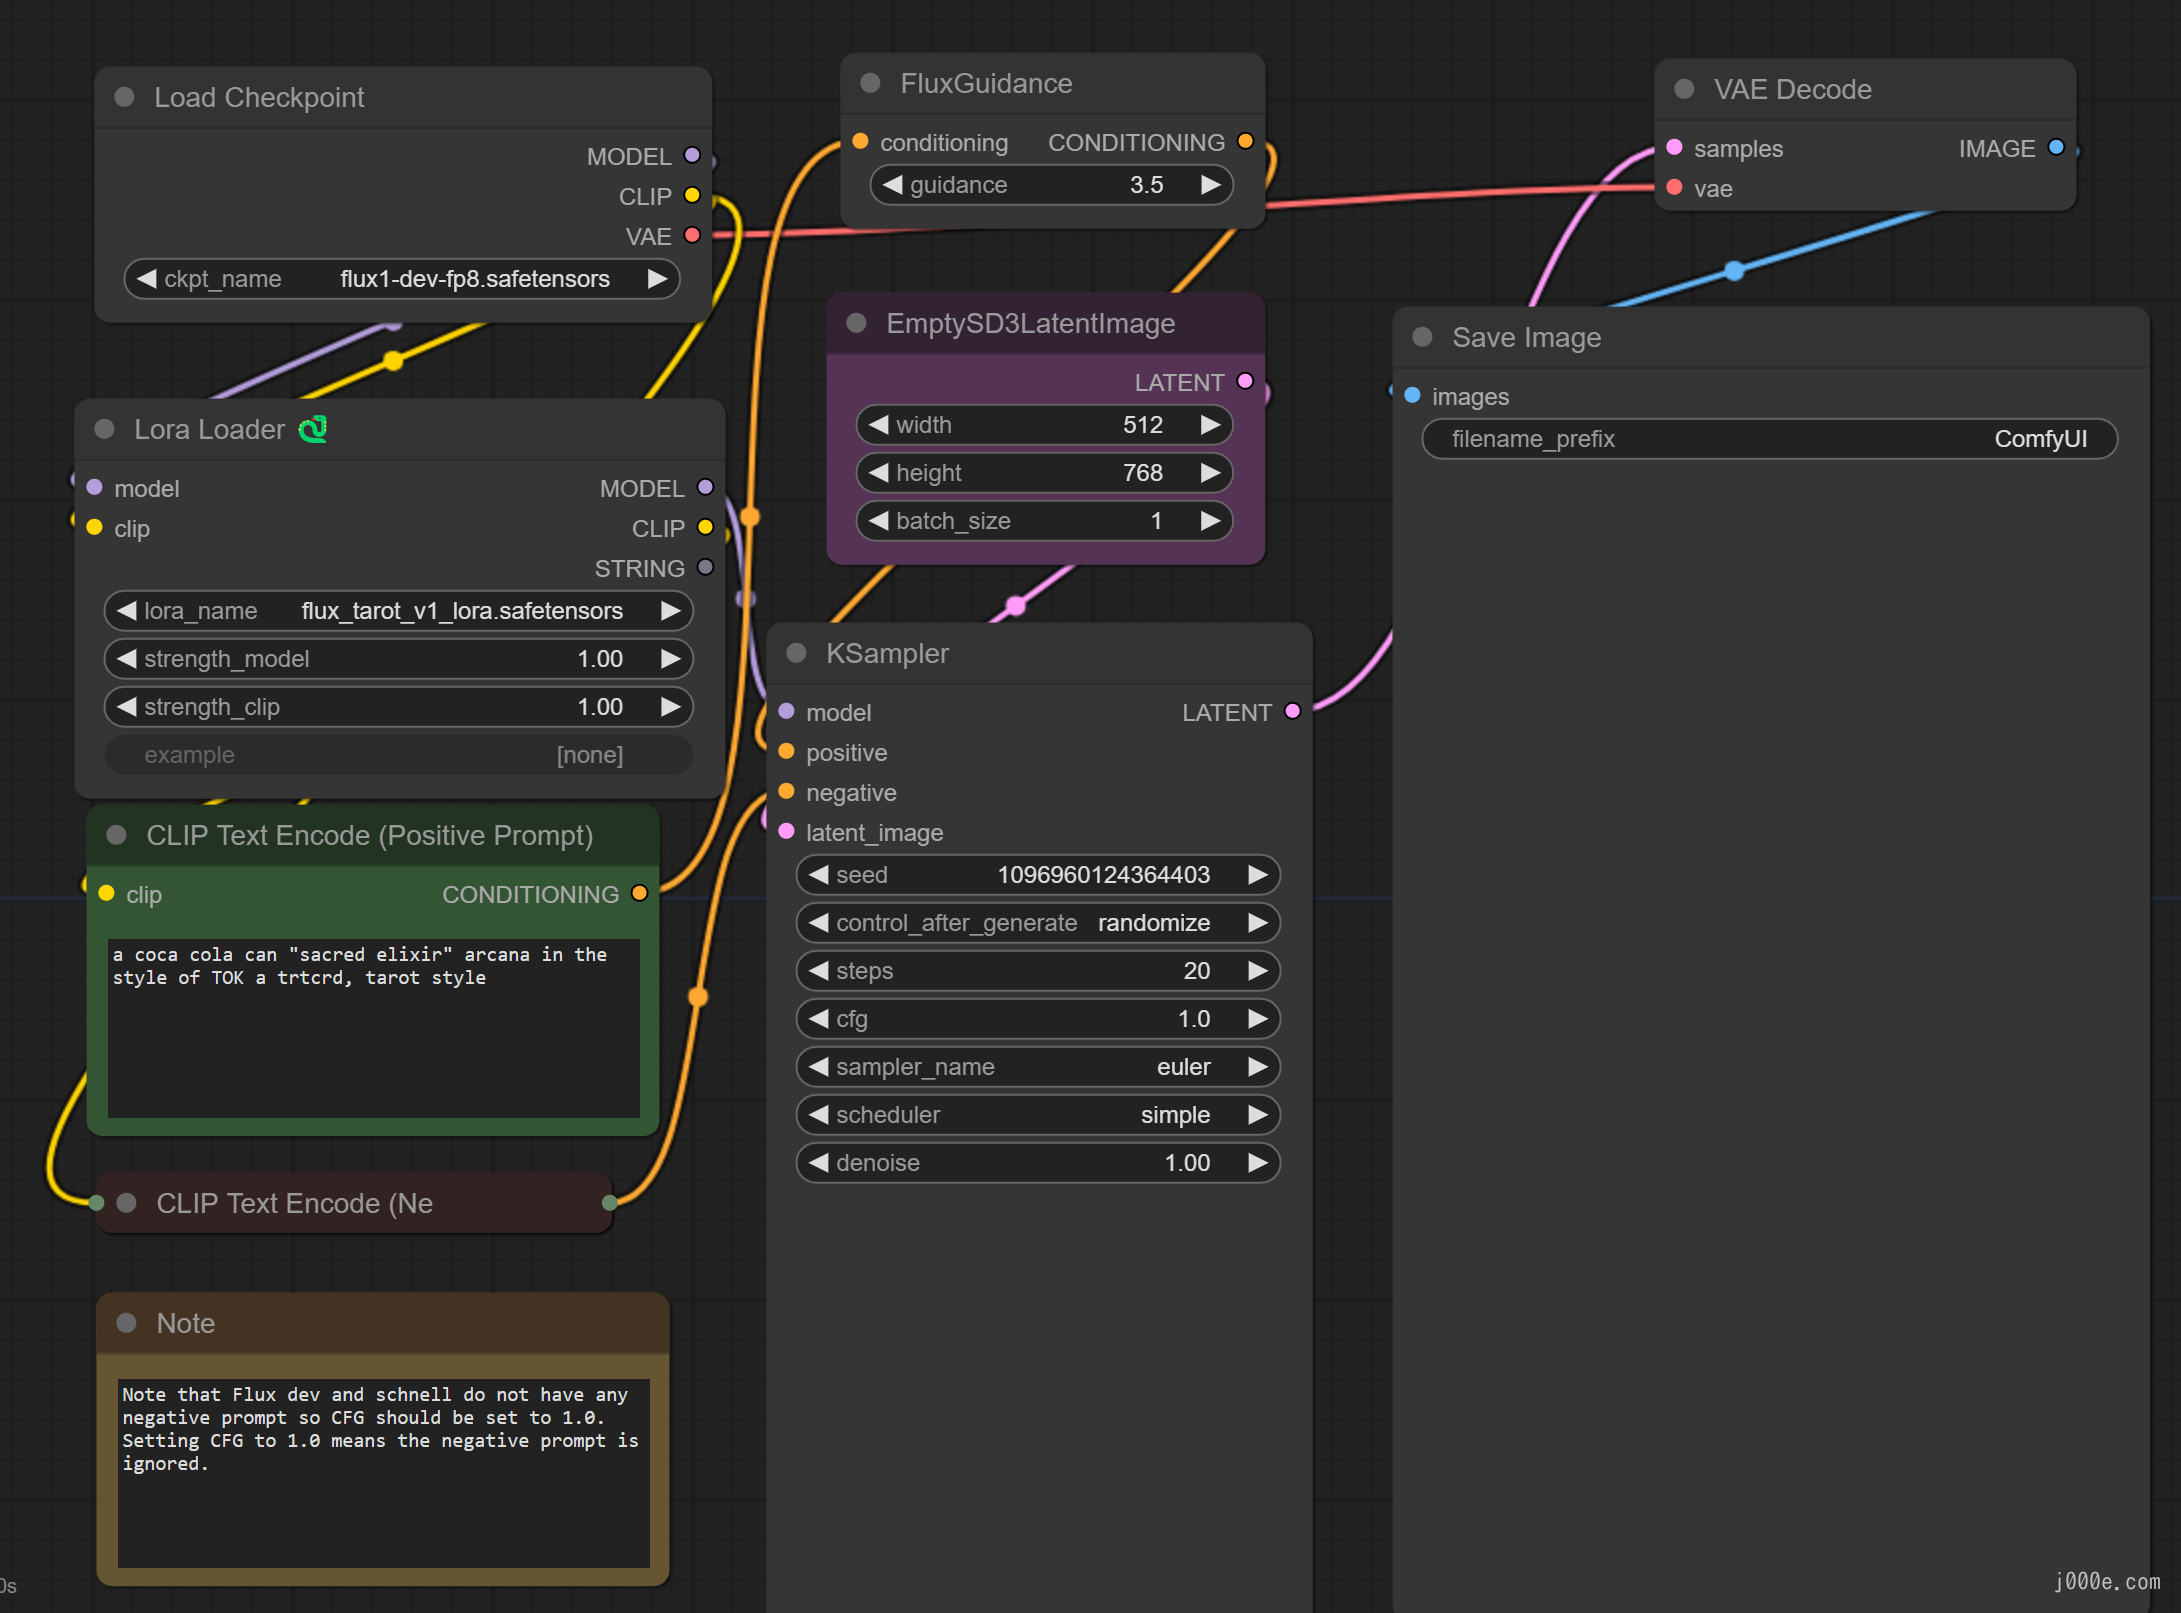 Load Checkpoint
MODEL
CLIP
VAE
ckpt_name flux1-dev-fp8.safetensors
Lora Loader
model MODEL
clip CLIP
STRING
lora_name flux_tarot_v1_lora.safetensors
strength_model 1.00
strength_clip 1.00
example [none]
CLIP Text Encode (Positive Prompt)
clip CONDITIONING
a coca cola can "sacred elixir" arcana in the
style of TOK a trtcrd, tarot style
CLIP Text Encode (Ne
Note
Note that Flux dev and schnell do not have any
negative prompt so CFG should be set to 1.0.
Setting CFG to 1.0 means the negative prompt is
ignored.
FluxGuidance
conditioning CONDITIONING
guidance 3.5
EmptySD3LatentImage
LATENT
width 512
height 768
batch_size 1
KSampler
model LATENT
positive
negative
latent_image
seed 1096960124364403
control_after_generate randomize
steps 20
cfg 1.0
sampler_name euler
scheduler simple
denoise 1.00
VAE Decode
samples IMAGE
vae
Save Image
images
filename_prefix ComfyUI
j000e.com